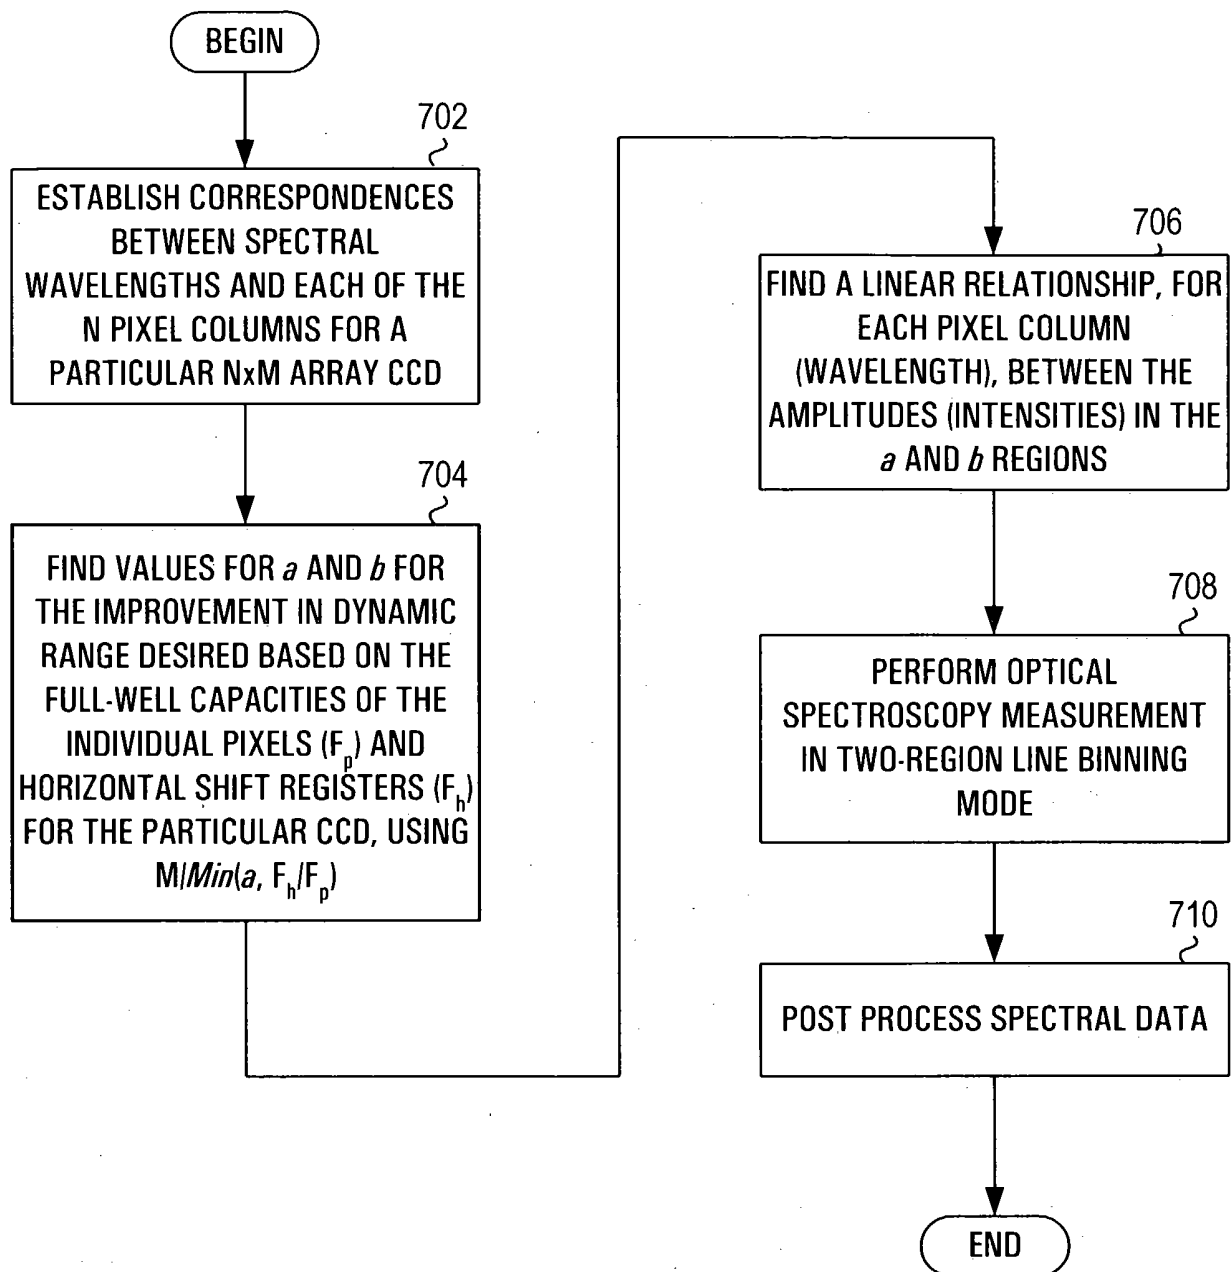 BEGIN
702
ESTABLISH CORRESPONDENCES
BETWEEN SPECTRAL
WAVELENGTHS AND EACH OF THE
N PIXEL COLUMNS FOR A
PARTICULAR NxM ARRAY CCD
704
FIND VALUES FOR a AND b FOR
THE IMPROVEMENT IN DYNAMIC
RANGE DESIRED BASED ON THE
FULL-WELL CAPACITIES OF THE
INDIVIDUAL PIXELS (Fp) AND
HORIZONTAL SHIFT REGISTERS (Fh)
FOR THE PARTICULAR CCD, USING
M/Min(a, Fh/Fp)
706
FIND A LINEAR RELATIONSHIP, FOR
EACH PIXEL COLUMN
(WAVELENGTH), BETWEEN THE
AMPLITUDES (INTENSITIES) IN THE
a AND b REGIONS
708
PERFORM OPTICAL
SPECTROSCOPY MEASUREMENT
IN TWO-REGION LINE BINNING
MODE
710
POST PROCESS SPECTRAL DATA
END